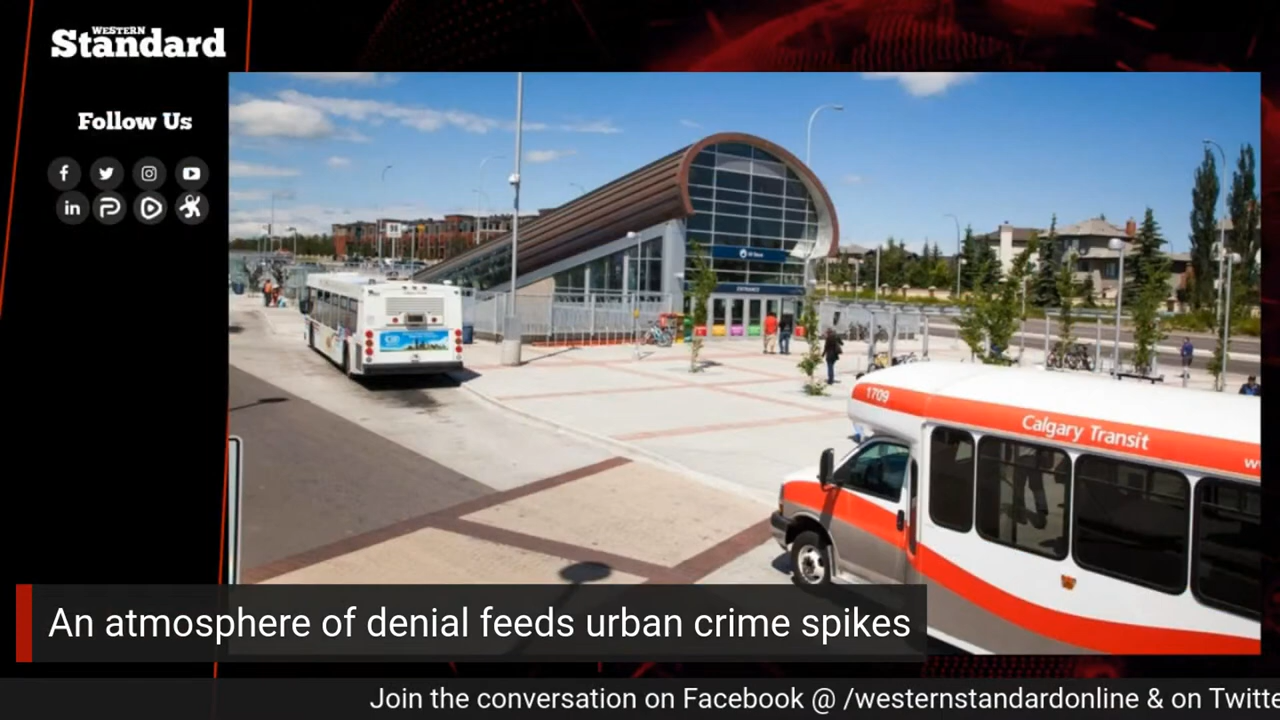 WESTERN
Standard
Follow Us
ENTRANCE
1709
Calgary Transit
An atmosphere of denial feeds urban crime spikes
Join the conversation on Facebook @ /westernstandardonline & on Twitte